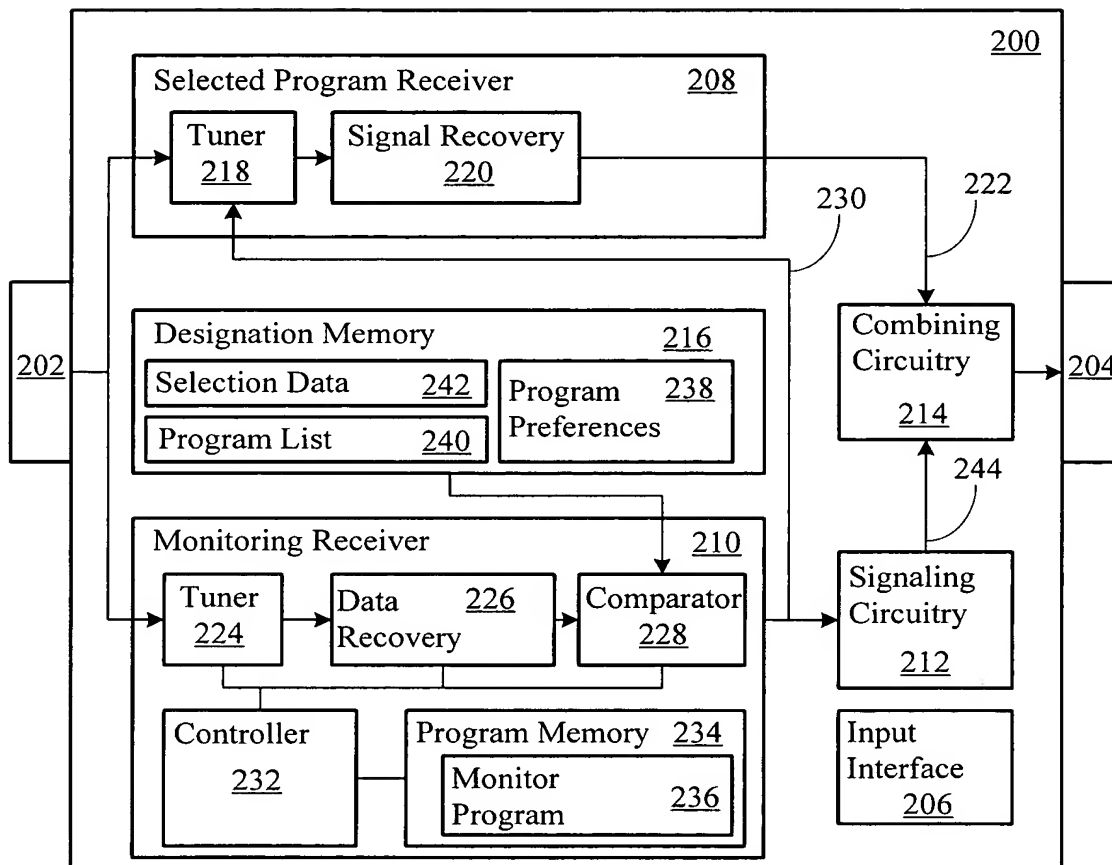 200
Selected Program Receiver 208
Tuner
218
Signal Recovery
220
230
222
202
Designation Memory 216
Selection Data 242
Program List 240
Program 238
Preferences
Combining
Circuitry
214
204
244
Monitoring Receiver 210
Tuner
224
Data 226
Recovery
Comparator
228
Signaling
Circuitry
212
Controller
232
Program Memory 234
Monitor
Program 236
Input
Interface
206